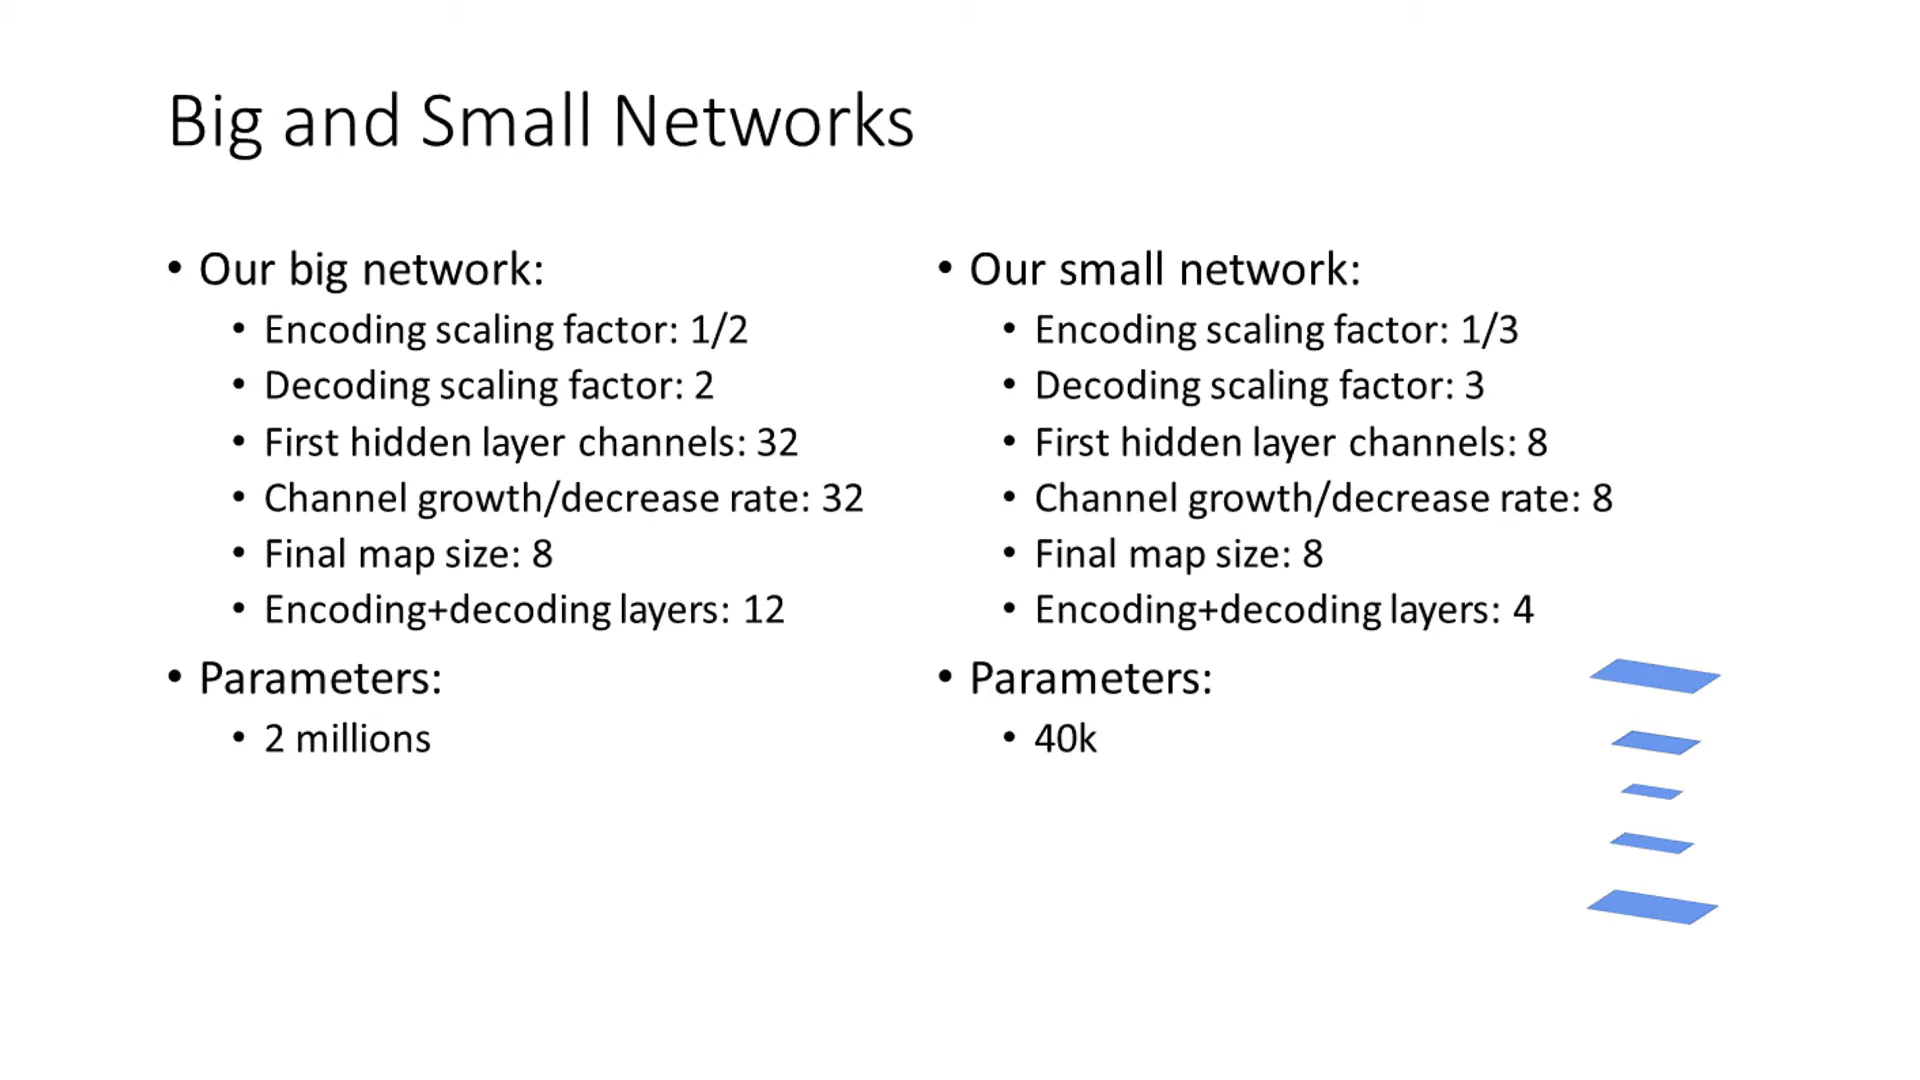 Big and Small Networks
• Our big network:
• Encoding scaling factor: 1/2
• Decoding scaling factor: 2
• First hidden layer channels: 32
• Channel growth/decrease rate: 32
• Final map size: 8
• Encoding+decoding layers: 12
• Parameters:
• 2 millions
• Our small network:
• Encoding scaling factor: 1/3
• Decoding scaling factor: 3
• First hidden layer channels: 8
• Channel growth/decrease rate: 8
• Final map size: 8
• Encoding+decoding layers: 4
• Parameters:
• 40k